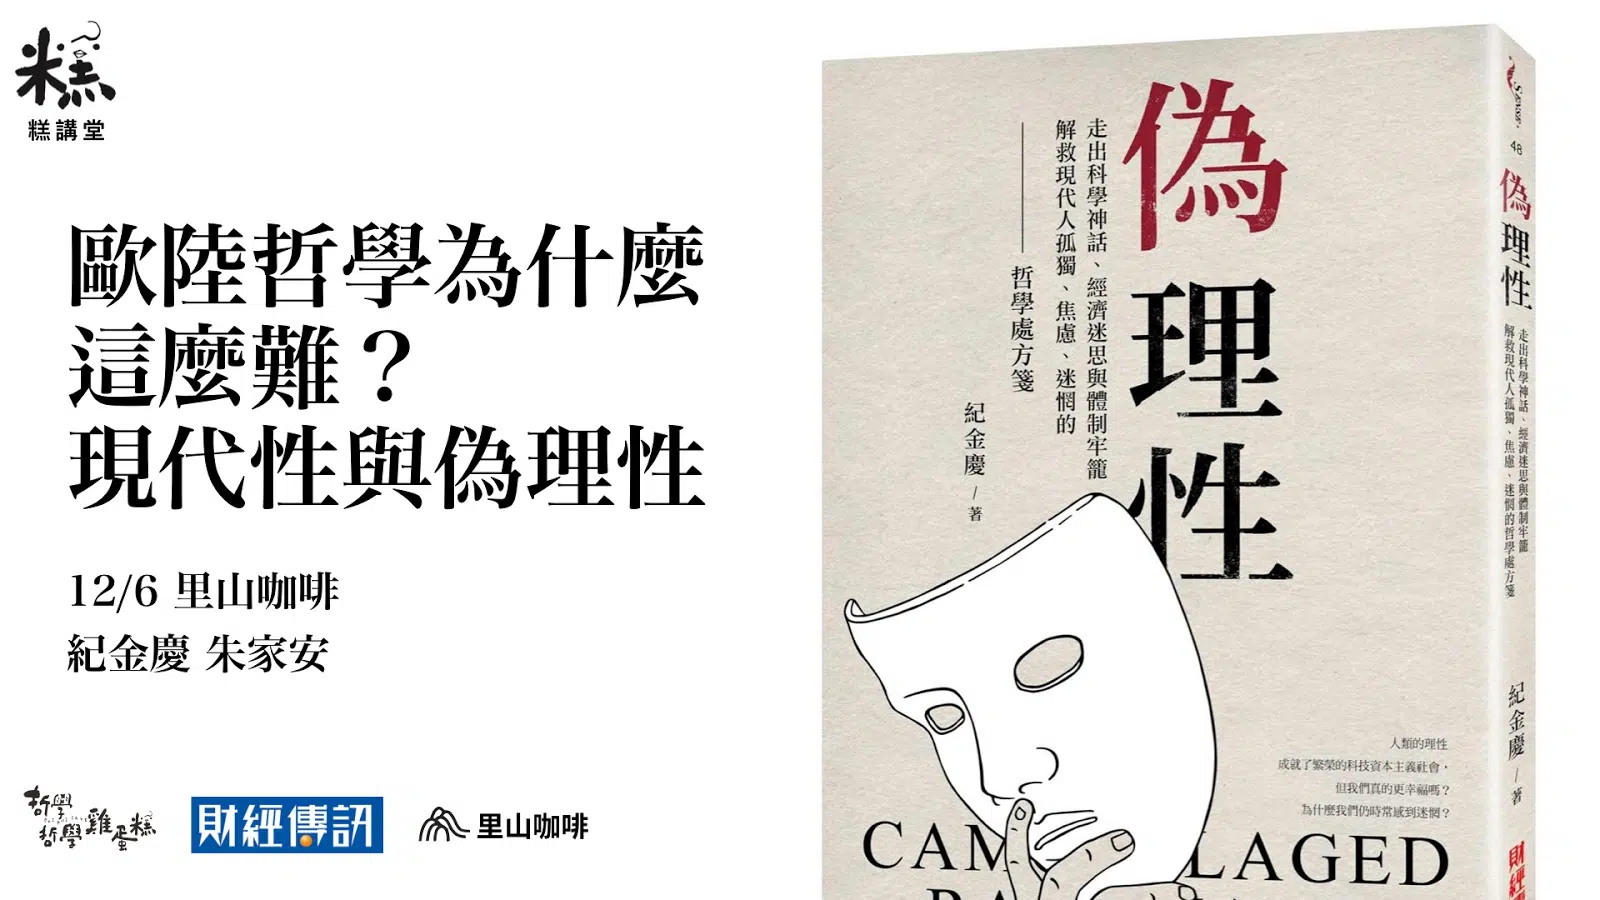 糕
糕講堂
歐陸哲學為什麼
這麼難？
現代性與偽理性
12/6 里山咖啡
紀金慶 朱家安
哲學
哲學雞蛋糕
財經傳訊
里山咖啡
偽理性
走出科學神話、經濟迷思與體制牢籠
解救現代人孤獨、焦慮、迷惘的
哲學處方箋
紀金慶／著
人類的理性
成就了繁榮的科技資本主義社會，
但我們真的更幸福嗎？
為什麼我們仍時常感到迷惘？
CAM LAGED
Sense
48
偽理性
走出科學神話、經濟迷思與體制牢籠
解救現代人孤獨、焦慮、迷惘的哲學處方箋
紀金慶／著
財經